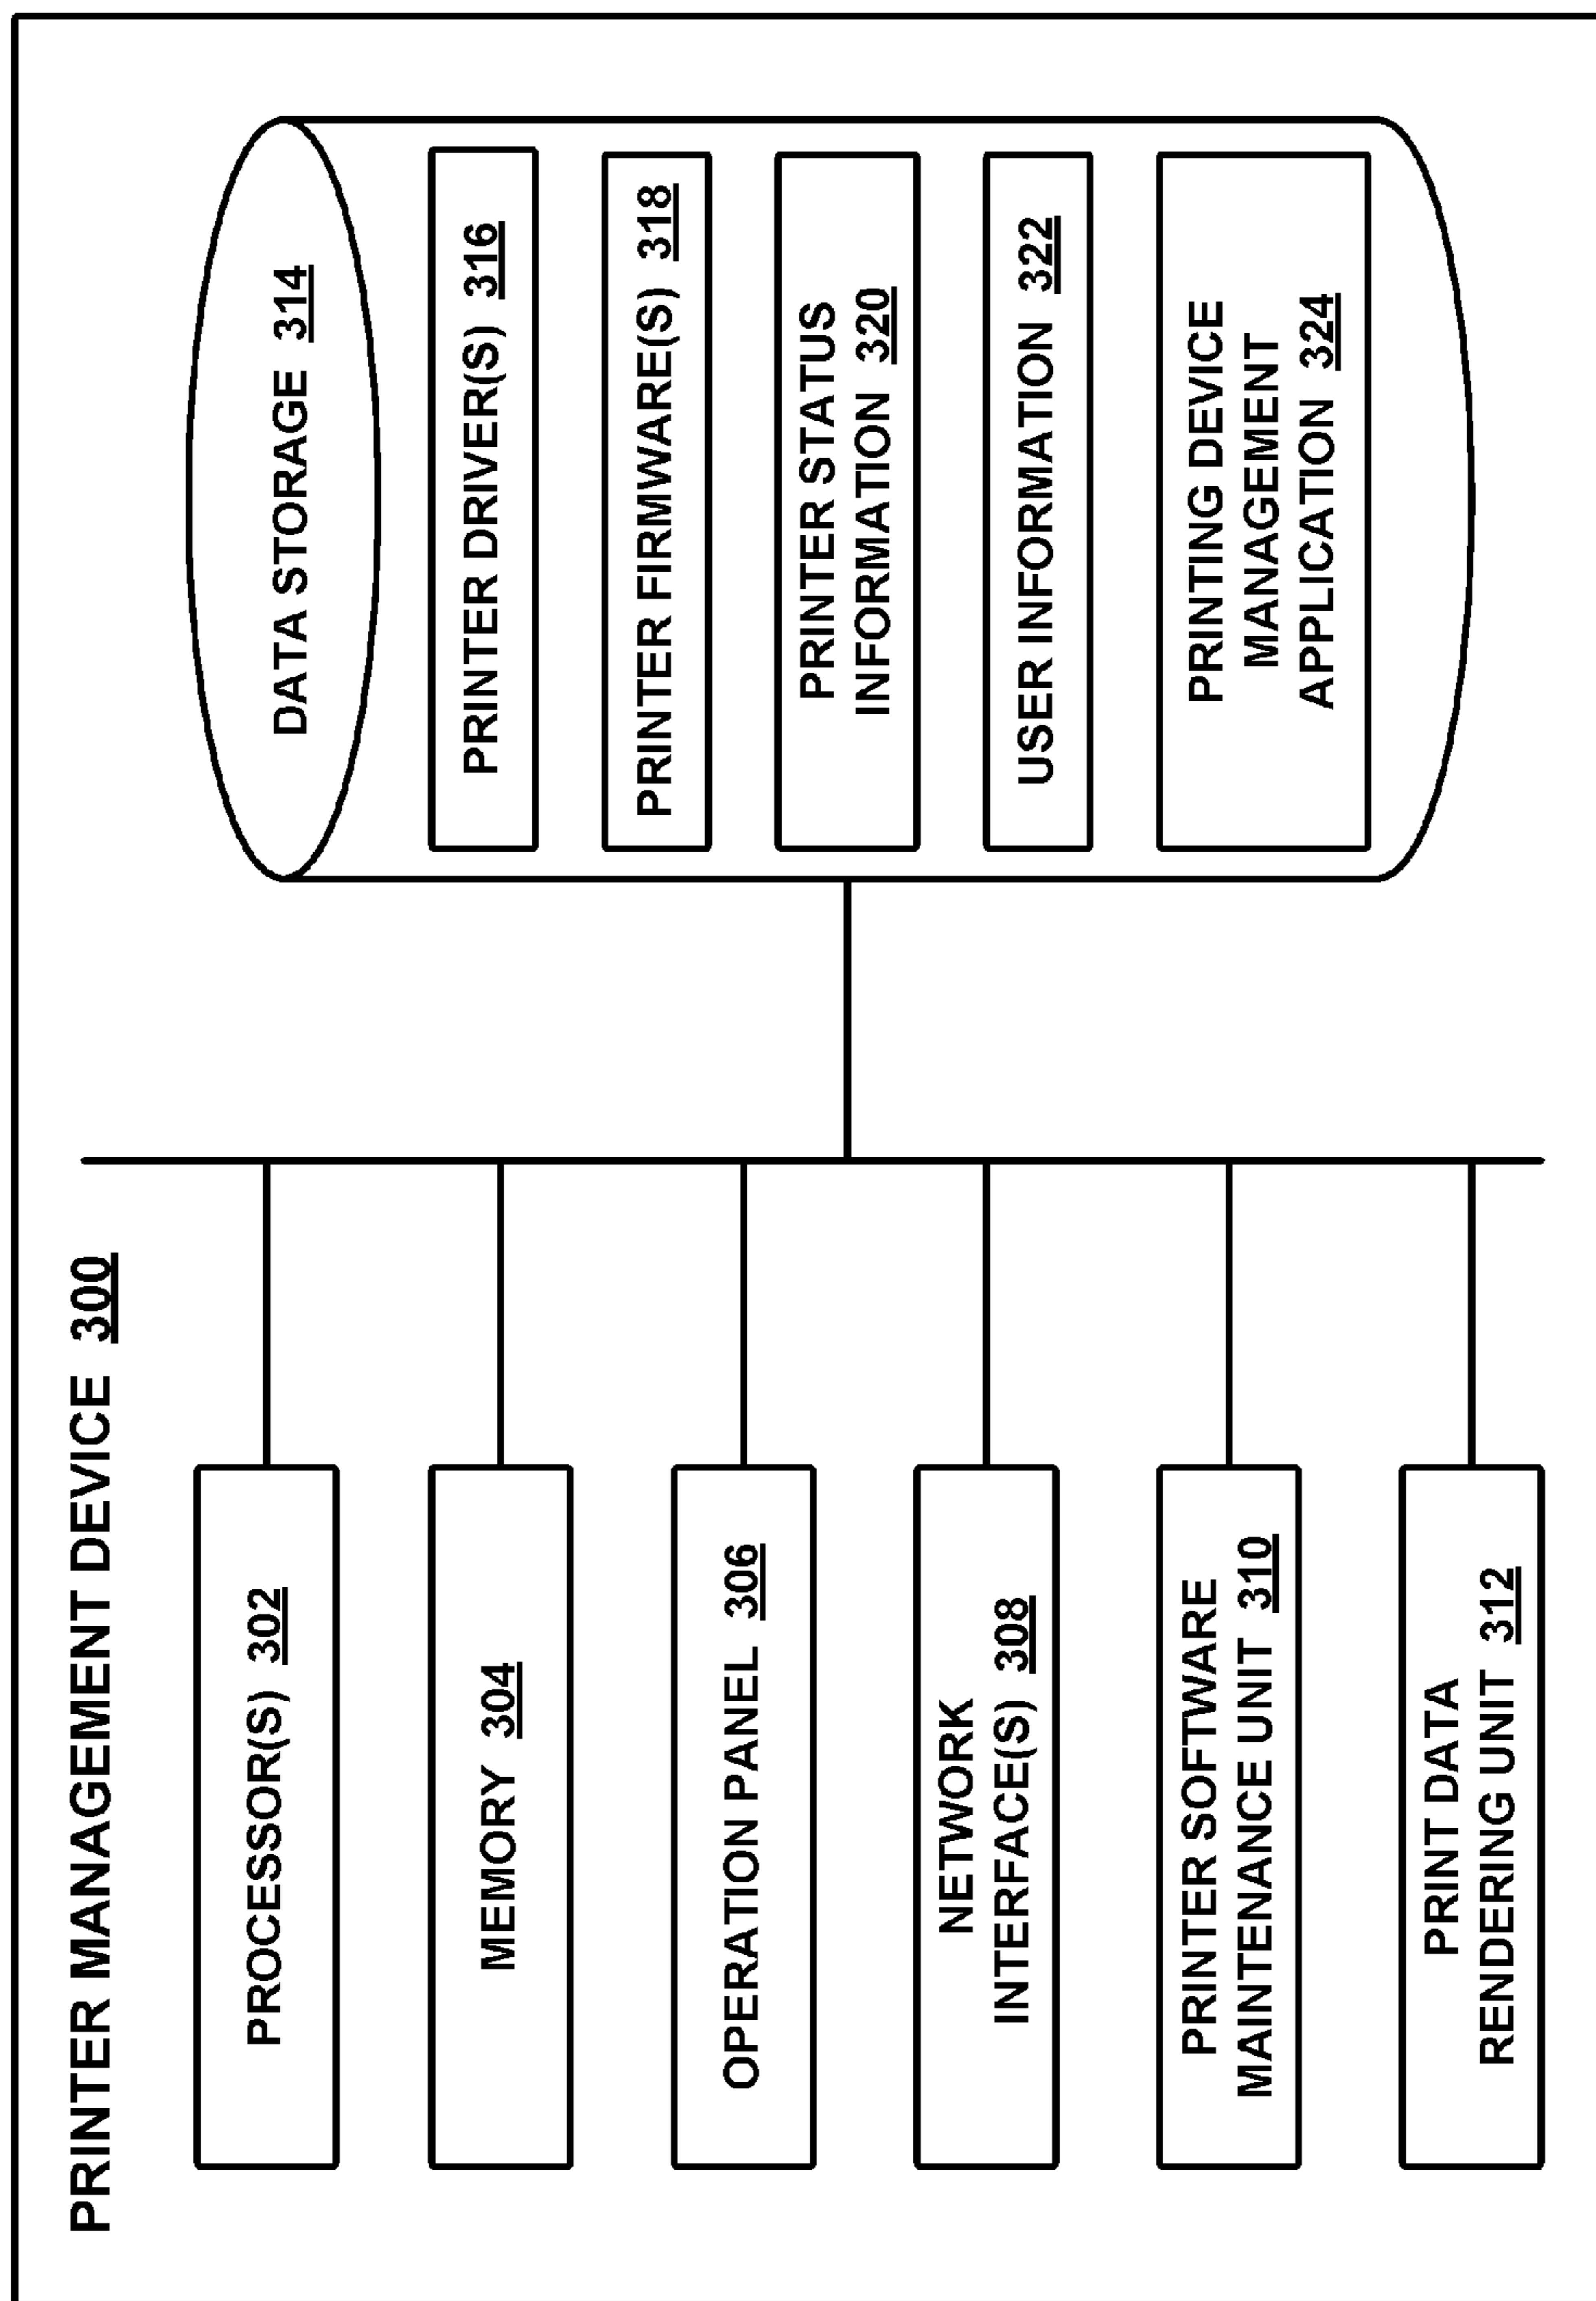 PRINTER MANAGEMENT DEVICE 300
PROCESSOR(S) 302
MEMORY 304
OPERATION PANEL 306
NETWORK
INTERFACE(S) 308
PRINTER SOFTWARE
MAINTENANCE UNIT 310
PRINT DATA
RENDERING UNIT 312
DATA STORAGE 314
PRINTER DRIVER(S) 316
PRINTER FIRMWARE(S) 318
PRINTER STATUS
INFORMATION 320
USER INFORMATION 322
PRINTING DEVICE
MANAGEMENT
APPLICATION 324